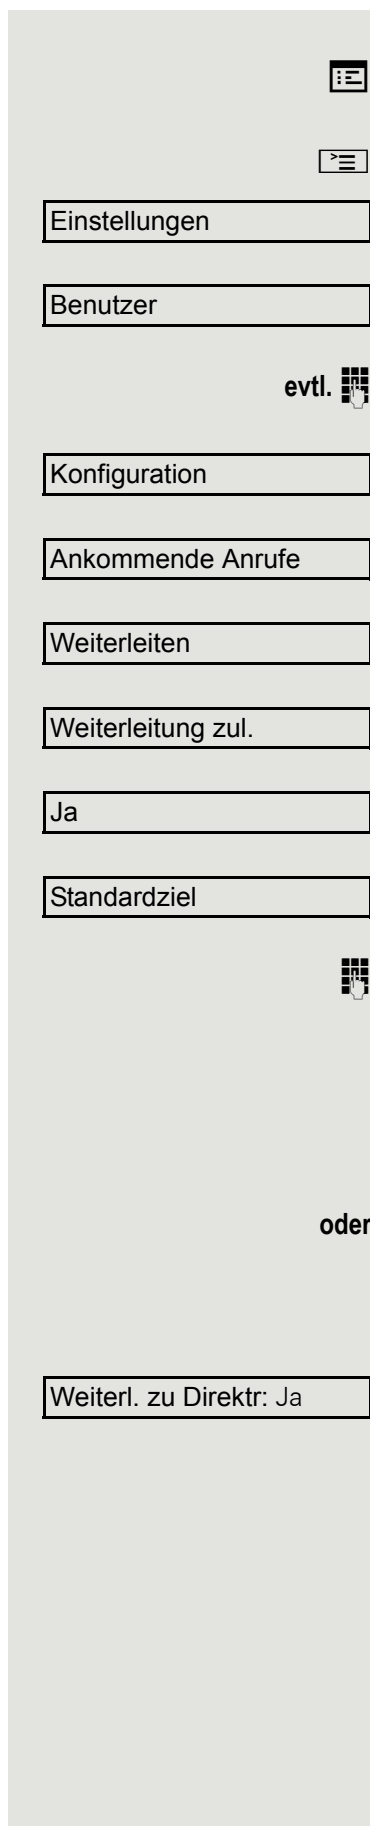 Einstellungen
Benutzer
evtl.
Konfiguration
Ankommende Anrufe
Weiterleiten
Weiterleitung zul.
Ja
Standardziel
oder
Weiterl. zu Direktr: Ja